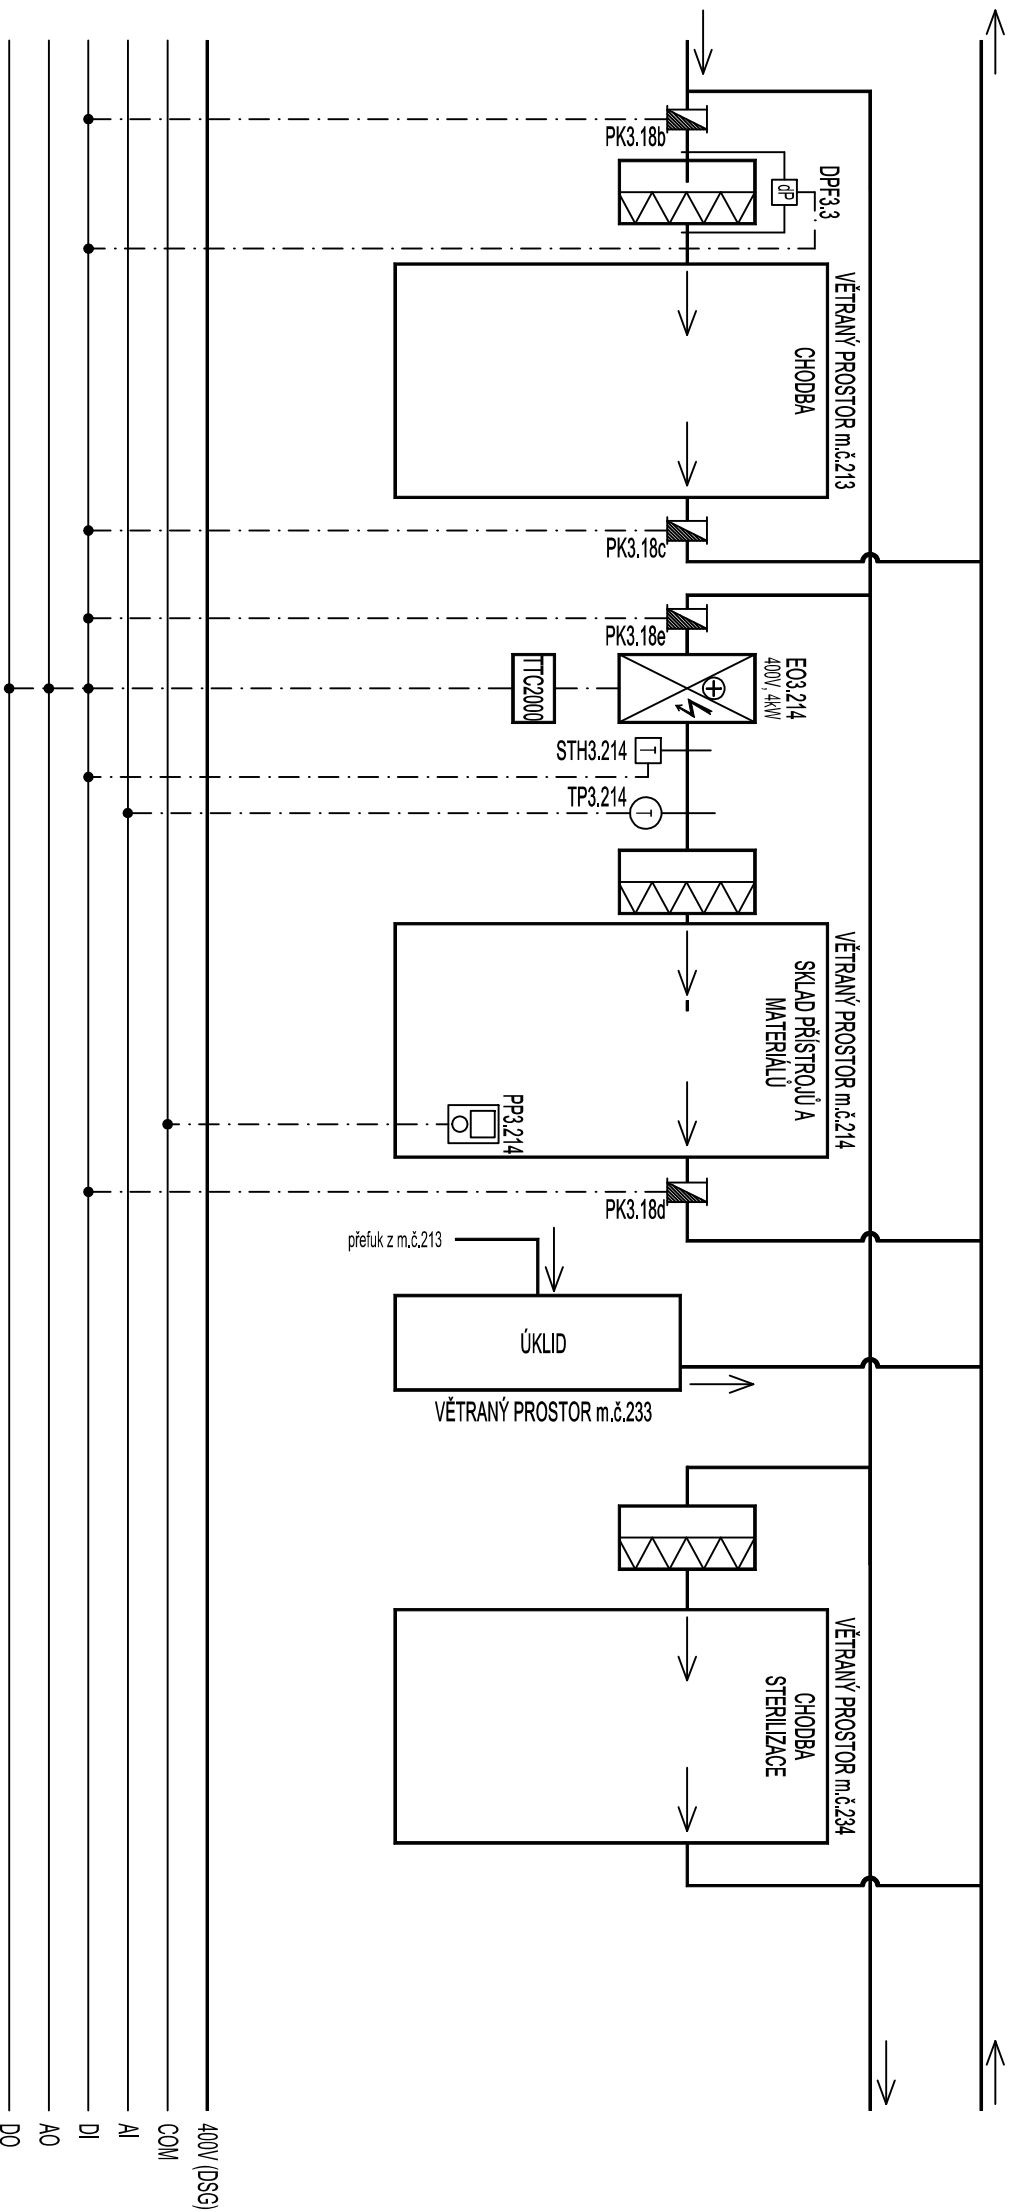 PK3.18b
DPF3.3
dP
VĚTRANÝ PROSTOR m.č.213
CHODBA
PK3.18c
PK3.18e
EO3.214
400V, 4kW
TTC2000
STH3.214
T
TP3.214
T
VĚTRANÝ PROSTOR m.č.214
SKLAD PŘÍSTROJŮ A
MATERIÁLŮ
PP3.214
PK3.18d
přefuk z m.č.213
ÚKLID
VĚTRANÝ PROSTOR m.č.233
VĚTRANÝ PROSTOR m.č.234
CHODBA
STERILIZACE
400V (DSG)
COM
AI
DI
AO
DO